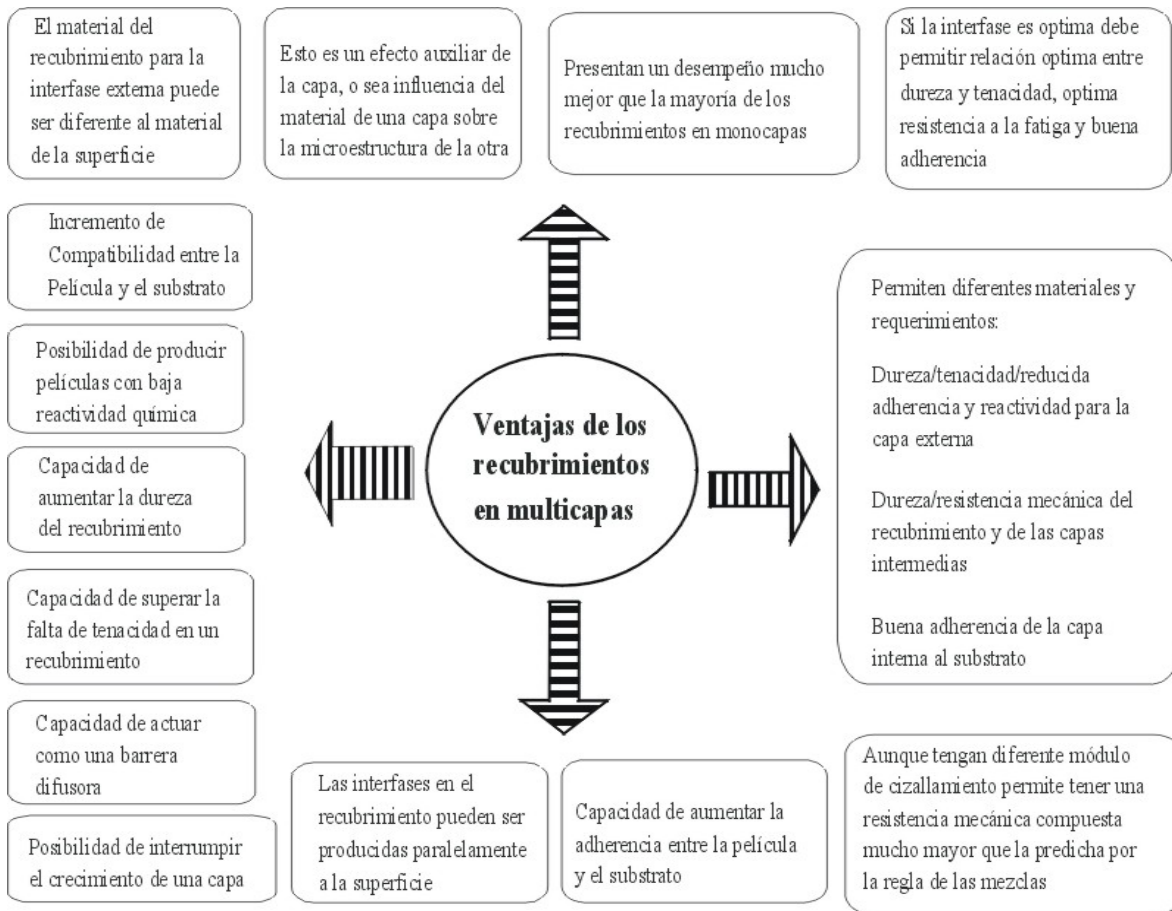 El material del
recubrimiento para la
interfase externa puede
ser diferente al material
de la superficie
Esto es un efecto auxiliar de
la capa, o sea influencia del
material de una capa sobre
la microestructura de la otra
Presentan un desempeño mucho
mejor que la mayoría de los
recubrimientos en monocapas
Si la interfase es optima debe
permitir relación optima entre
dureza y tenacidad, optima
resistencia a la fatiga y buena
adherencia
Incremento de
Compatibilidad entre la
Película y el substrato
Posibilidad de producir
películas con baja
reactividad química
Capacidad de
aumentar la dureza
del recubrimiento
Capacidad de superar la
falta de tenacidad en un
recubrimiento
Capacidad de actuar
como una barrera
difusora
Posibilidad de interrumpir
el crecimiento de una capa
Ventajas de los
recubrimientos
en multicapas
Permiten diferentes materiales y
requerimientos:
Dureza/tenacidad/reducida
adherencia y reactividad para la
capa externa
Dureza/resistencia mecánica del
recubrimiento y de las capas
intermedias
Buena adherencia de la capa
interna al substrato
Las interfases en el
recubrimiento pueden ser
producidas paralelamente
a la superficie
Capacidad de aumentar la
adherencia entre la película
y el substrato
Aunque tengan diferente módulo
de cizallamiento permite tener una
resistencia mecánica compuesta
mucho mayor que la predicha por
la regla de las mezclas